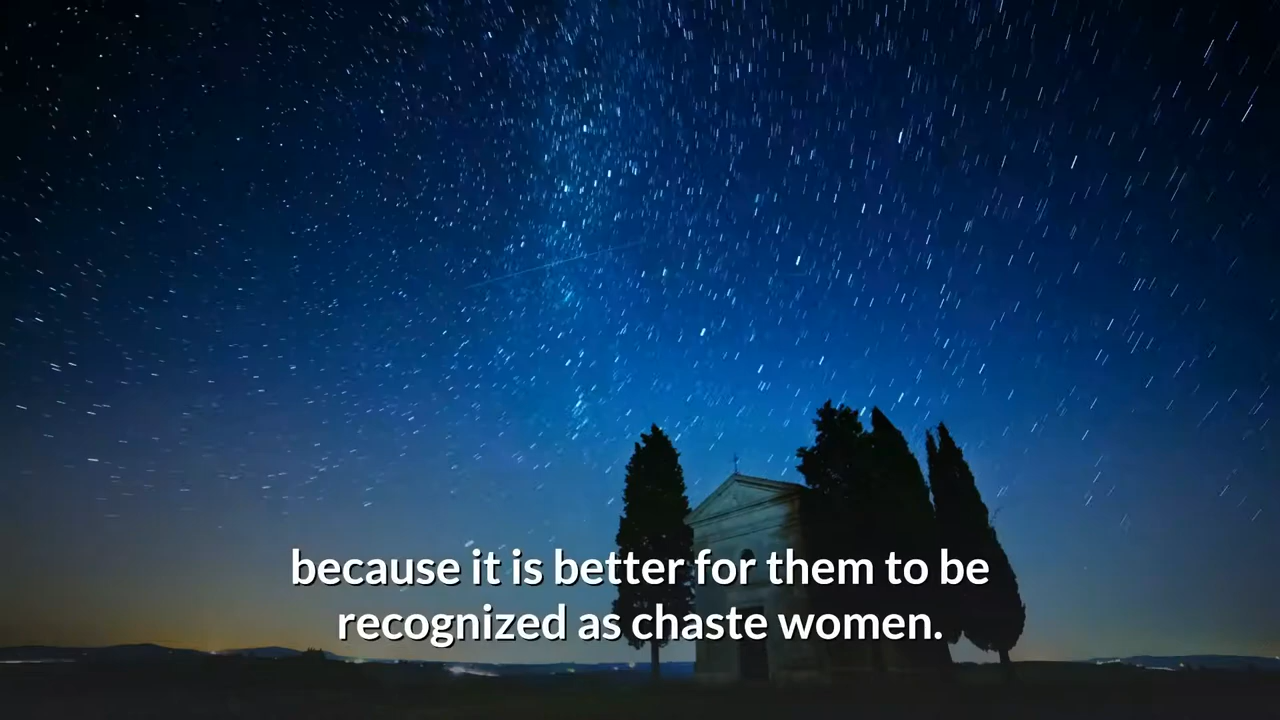 because it is better for them to be
recognized as chaste women.